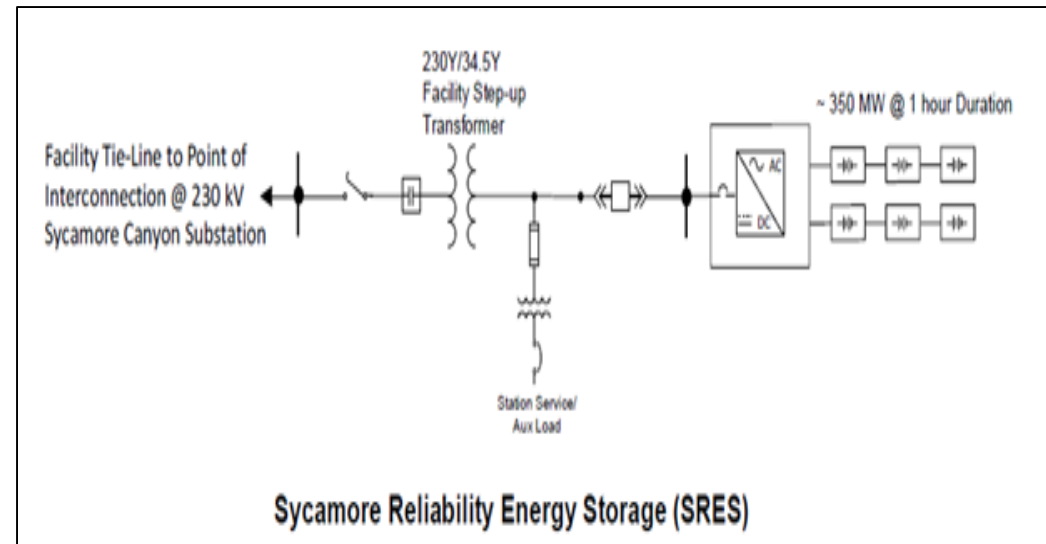 230Y/34.5Y
Facility Step-up
Transformer
~ 350 MW @ 1 hour Duration
Facility Tie-Line to Point of
Interconnection @ 230 kV
Sycamore Canyon Substation
AC
DC
Station Service/
Aux Load
Sycamore Reliability Energy Storage (SRES)